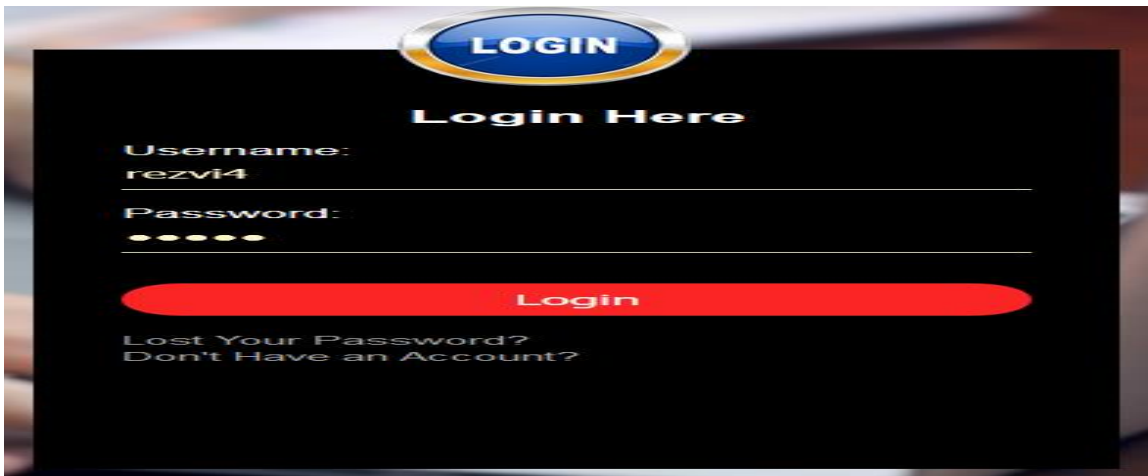 LOGIN
Login Here
Username:
rezvi4
Password:
•••••
Login
Lost Your Password?
Don't Have an Account?